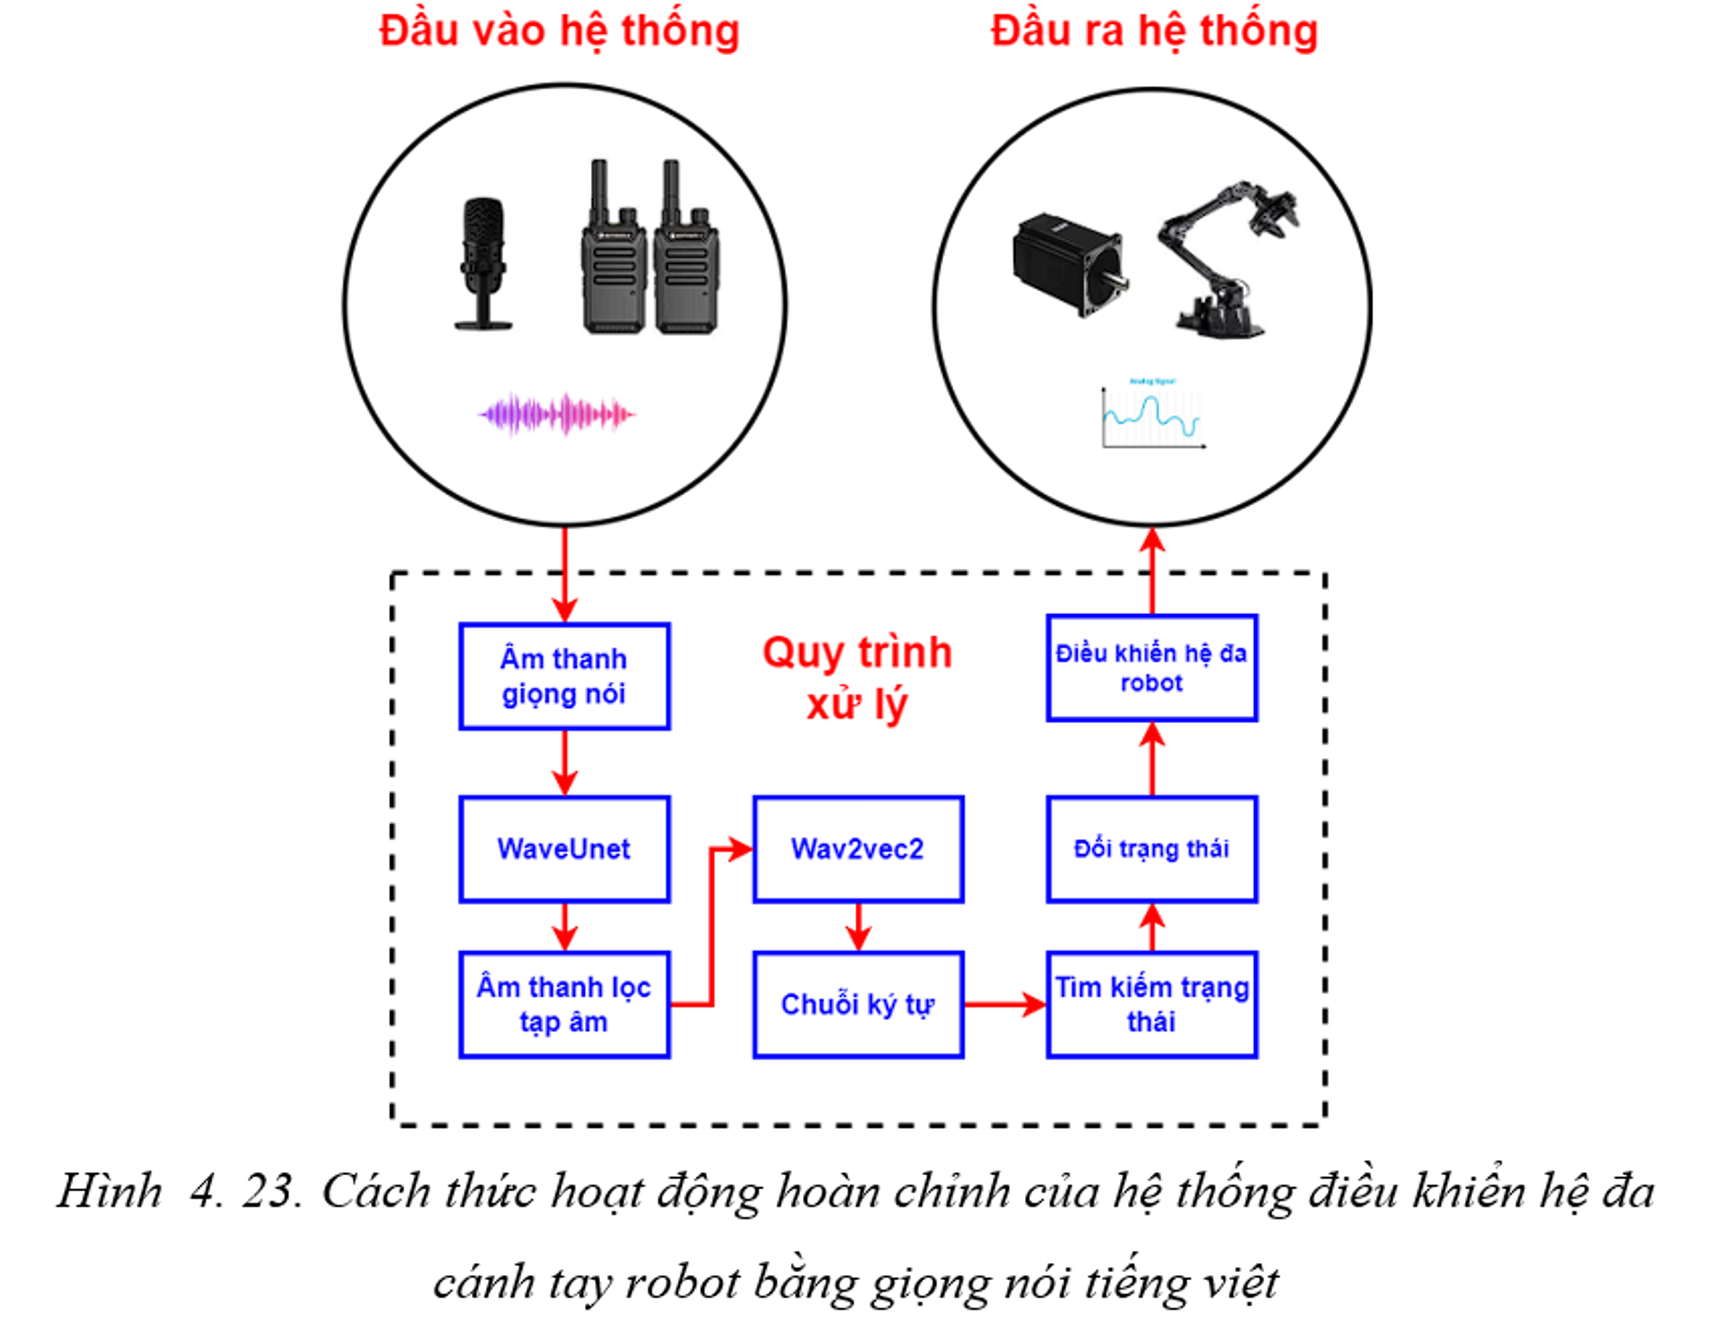 Đầu vào hệ thống
Đầu ra hệ thống
Analog Signal
Âm thanh
giọng nói
Quy trình
xử lý
Điều khiển hệ đa
robot
WaveUnet
Wav2vec2
Đổi trạng thái
Âm thanh lọc
tạp âm
Chuỗi ký tự
Tìm kiếm trạng
thái
Hình 4. 23. Cách thức hoạt động hoàn chỉnh của hệ thống điều khiển hệ đa
cánh tay robot bằng giọng nói tiếng việt